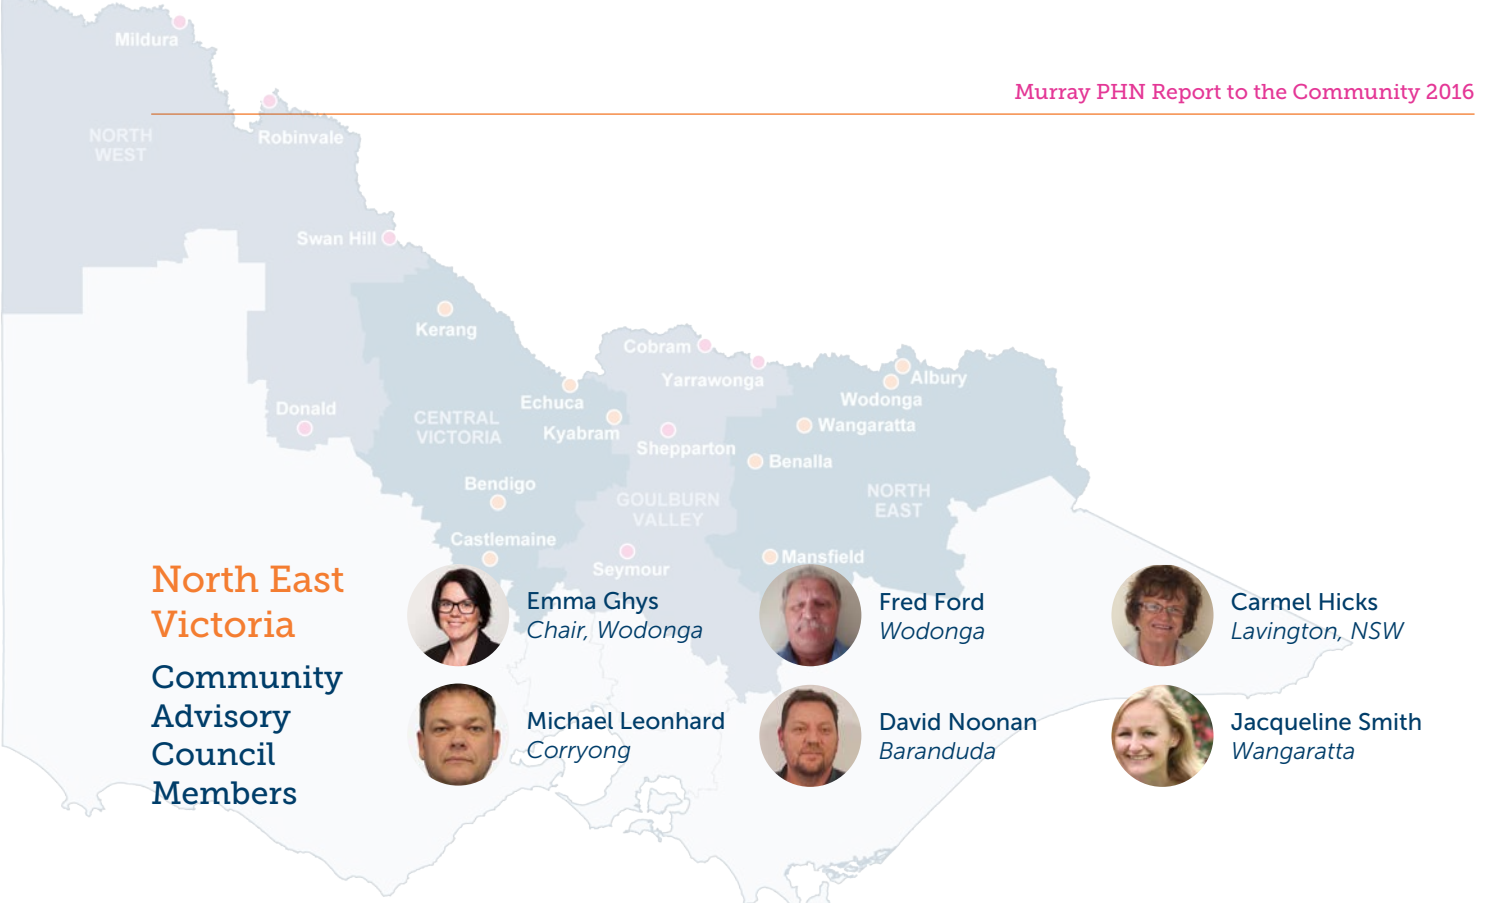 Murray PHN Report to the Community 2016
Mildura
NORTH
WEST
Robinvale
Swan Hill
Kerang
Cobram
Yarrawonga
Albury
Wodonga
Echuca
Donald
CENTRAL
VICTORIA
Kyabram
Wangaratta
Shepparton
Benalla
Bendigo
GOULBURN
VALLEY
NORTH
EAST
Castlemaine
Mansfield
Seymour
North East
Victoria
Community
Advisory
Council
Members
Emma Ghys
Chair, Wodonga
Fred Ford
Wodonga
Carmel Hicks
Lavington, NSW
Michael Leonhard
Corryong
David Noonan
Baranduda
Jacqueline Smith
Wangaratta